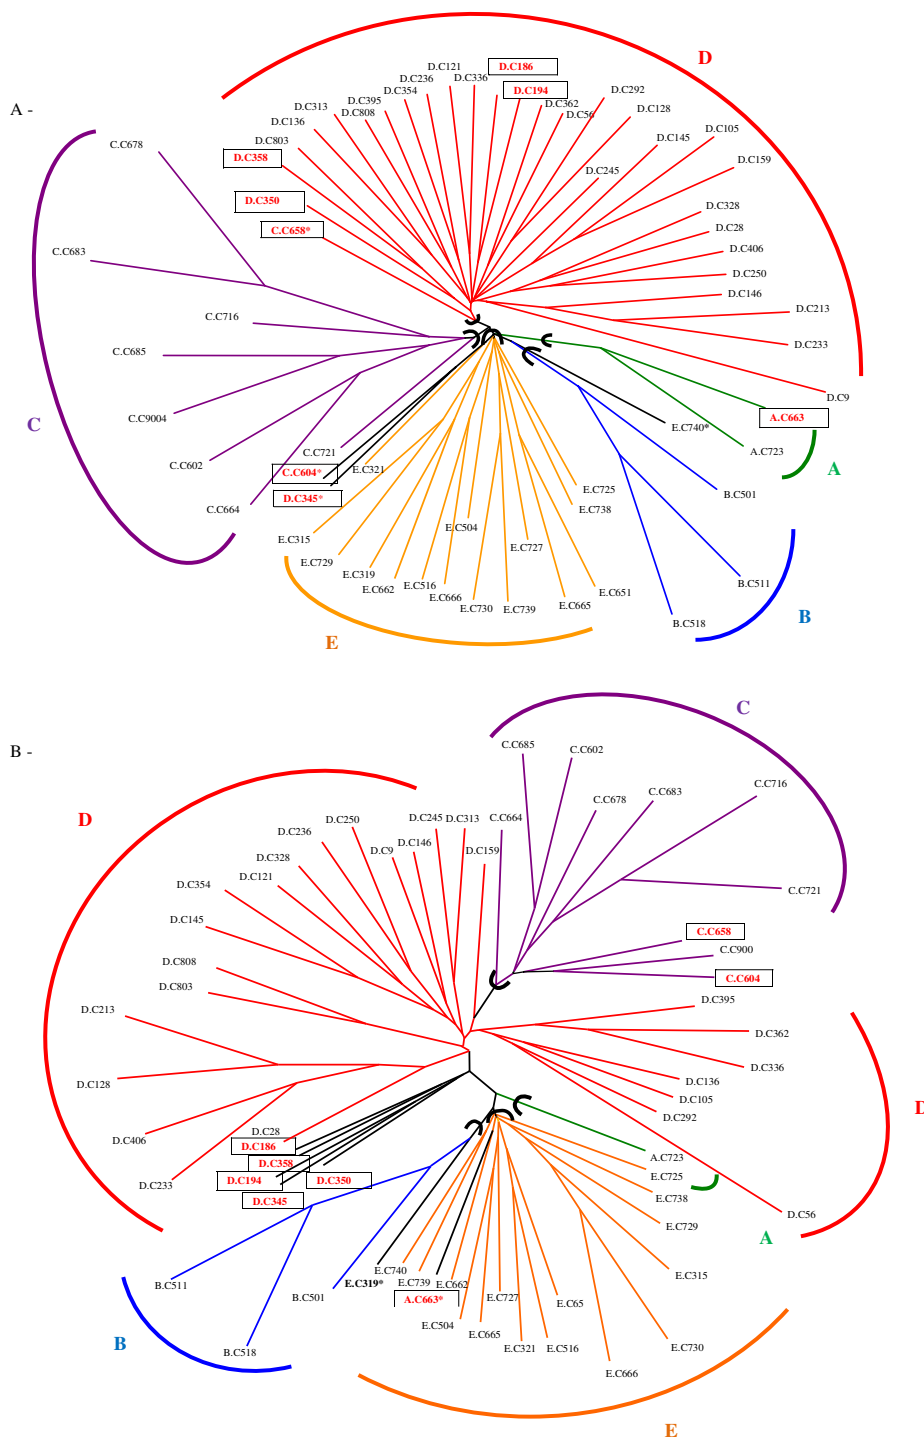 A -
D
D.C121
D.C186
D.C236
D.C336
D.C354
D.C194
D.C292
D.C395
D.C362
D.C313
D.C808
D.C56
D.C128
D.C136
D.C105
D.C803
D.C145
C.C678
D.C358
D.C159
D.C245
D.C350
D.C328
C.C658*
D.C28
C.C683
D.C406
D.C250
D.C146
C.C716
D.C213
C.C685
D.C233
D.C9
C.C9004
A.C663
C
E.C740*
C.C721
A.C723
C.C602
E.C321
A
C.C604*
E.C725
B.C501
D.C345*
C.C664
E.C738
E.C504
E.C315
E.C727
E.C729
E.C319
B.C511
E.C662
E.C516
E.C666
E.C651
E.C730
E.C739
E.C665
B
B.C518
E
C
B -
C.C685
C.C602
C.C716
D
D.C250
C.C678
C.C683
D.C236
D.C245
D.C313
C.C664
D.C9
D.C146
D.C159
D.C328
D.C121
D.C354
C.C721
D.C145
C.C658
C.C900
D.C808
C.C604
D.C803
D.C395
D.C213
D.C362
D.C336
D.C128
D.C136
D.C105
D
D.C292
D.C28
D.C406
D.C186
A.C723
D.C358
E.C725
D.C233
D.C194
D.C350
E.C738
D.C345
D.C56
E.C729
A
E.C740
E.C315
B.C511
E.C319*
E.C739
E.C662
B.C501
A.C663*
E.C727
E.C65
E.C504
E.C665
B
E.C321
E.C516
E.C730
B.C518
E.C666
E